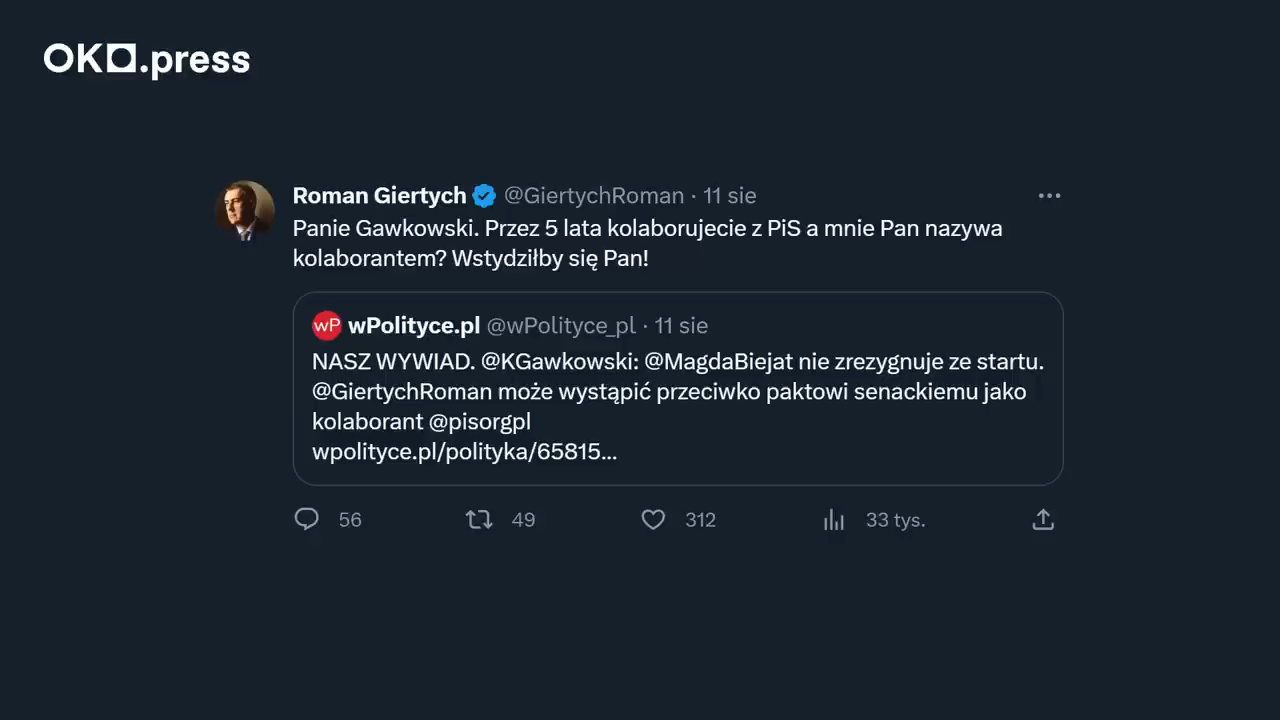 OKO.press
Roman Giertych @GiertychRoman · 11 sie
Panie Gawkowski. Przez 5 lata kolaborujecie z PiS a mnie Pan nazywa
kolaborantem? Wstydziłby się Pan!
wP wPolityce.pl @wPolityce_pl · 11 sie
NASZ WYWIAD. @KGawkowski: @MagdaBiejat nie zrezygnuje ze startu.
@GiertychRoman może wystąpić przeciwko paktowi senackiemu jako
kolaborant @pisorgpl
wpolityce.pl/polityka/65815...
56 49 312 33 tys.